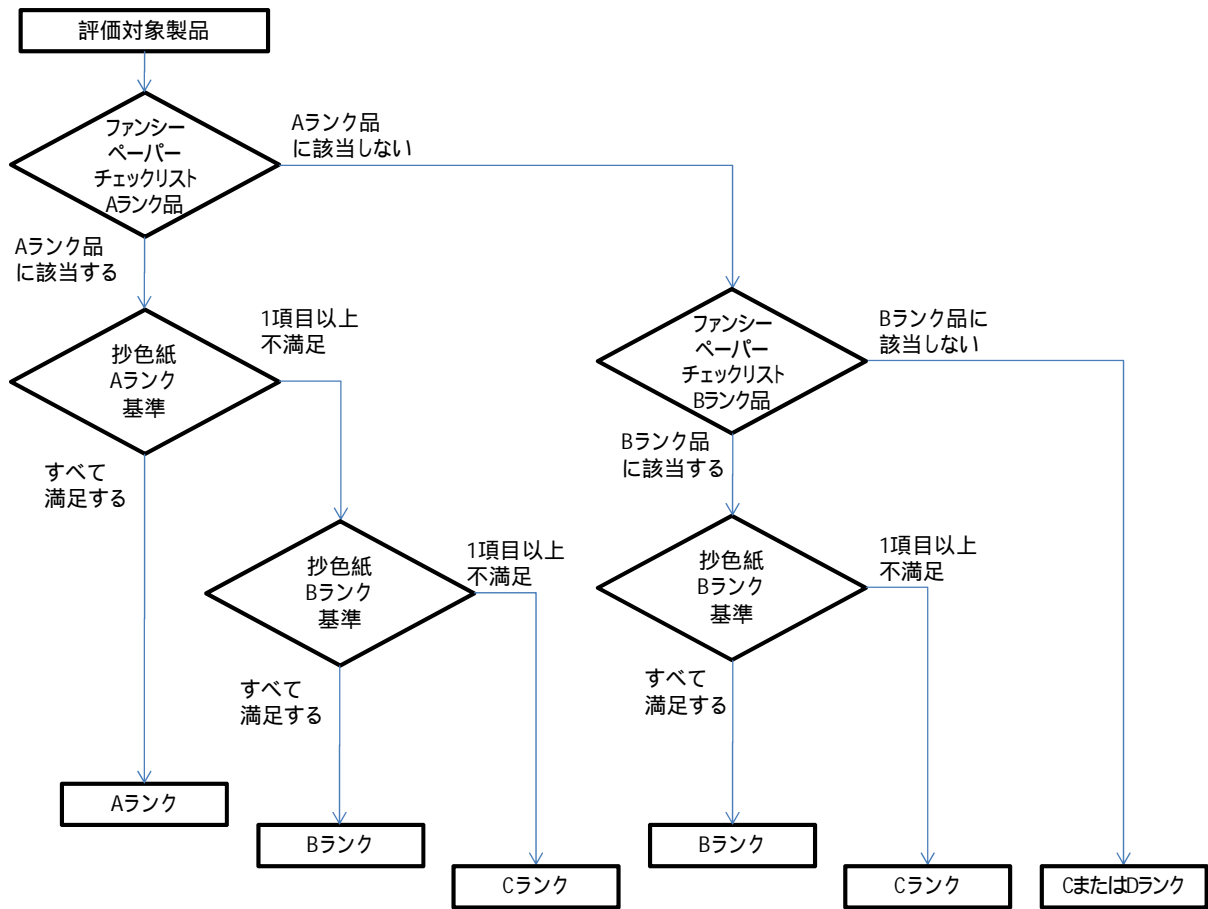 評価対象製品
ファンシー
ペーパー
チェックリスト
Aランク品
Aランク品
に該当しない
Aランク品
に該当する
抄色紙
Aランク
基準
1項目以上
不満足
ファンシー
ペーパー
チェックリスト
Bランク品
Bランク品に
該当しない
Bランク品
に該当する
すべて
満足する
抄色紙
Bランク
基準
1項目以上
不満足
抄色紙
Bランク
基準
1項目以上
不満足
すべて
満足する
すべて
満足する
Aランク
Bランク
Cランク
Bランク
Cランク
CまたはDランク